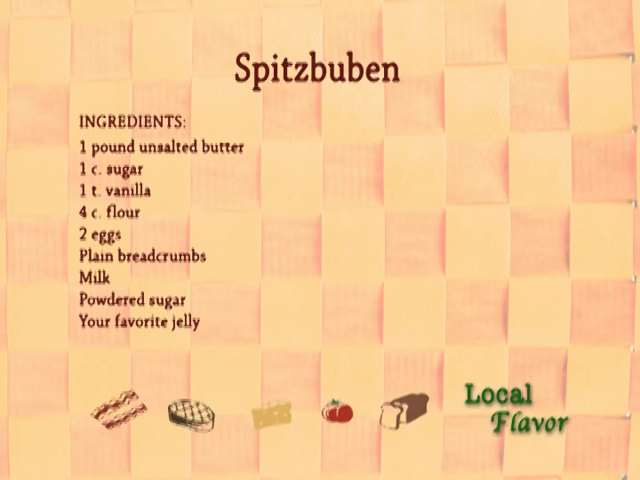 Spitzbuben
INGREDIENTS:
1 pound unsalted butter
1 c. sugar
1 t. vanilla
4 c. flour
2 eggs
Plain breadcrumbs
Milk
Powdered sugar
Your favorite jelly
Local
Flavor